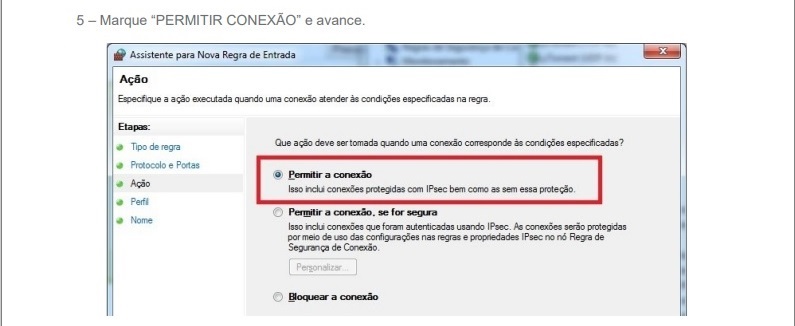 5 – Marque “PERMITIR CONEXÃO” e avance.
Assistente para Nova Regra de Entrada
x
Ação
Especifique a ação executada quando uma conexão atender às condições especificadas na regra.
Etapas:
Tipo de regra
Protocolo e Portas
Ação
Perfil
Nome
Que ação deve ser tomada quando uma conexão corresponde às condições especificadas?
Permitir a conexão
Isso inclui conexões protegidas com IPsec bem como as sem essa proteção.
Permitir a conexão, se for segura
Isso inclui conexões que foram autenticadas usando IPsec. As conexões serão protegidas
por meio de uso das configurações nas regras e propriedades IPsec no nó Regra de
Segurança de Conexão.
Personalizar...
Bloquear a conexão